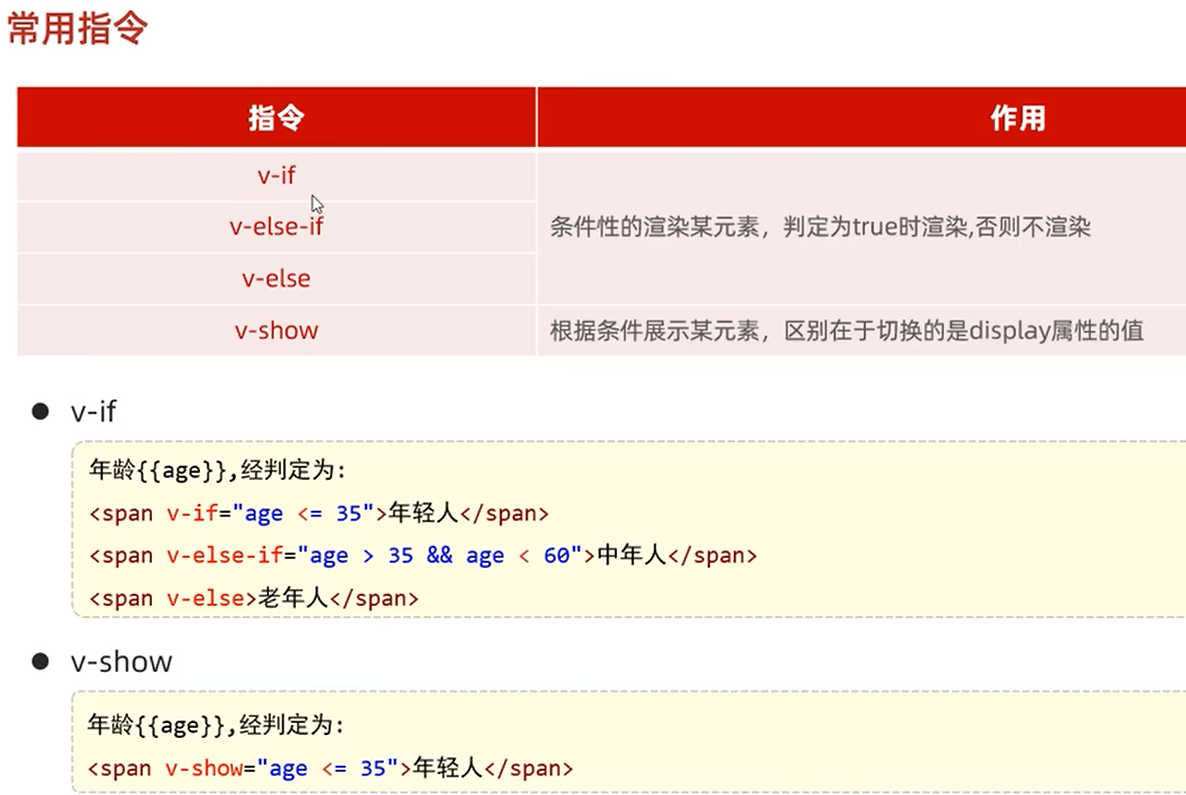 常用指令
指令 作用
v-if
v-else-if 条件性的渲染某元素，判定为true时渲染,否则不渲染
v-else
v-show 根据条件展示某元素，区别在于切换的是display属性的值
v-if
年龄{{age}},经判定为:
<span v-if="age <= 35">年轻人</span>
<span v-else-if="age > 35 && age < 60">中年人</span>
<span v-else>老年人</span>
v-show
年龄{{age}},经判定为:
<span v-show="age <= 35">年轻人</span>